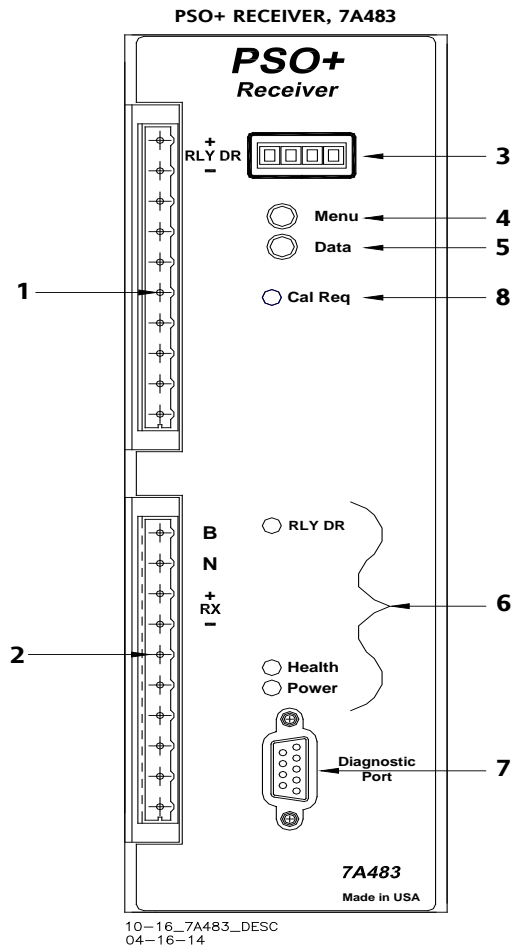 PSO+ RECEIVER, 7A483
PSO+
Receiver
+
RLY DR
-
3
Menu
4
Data
5
1
Cal Req
8
B
RLY DR
N
+
RX
-
6
2
Health
Power
Diagnostic
Port
7
7A483
Made in USA
10-16_7A483_DESC
04-16-14